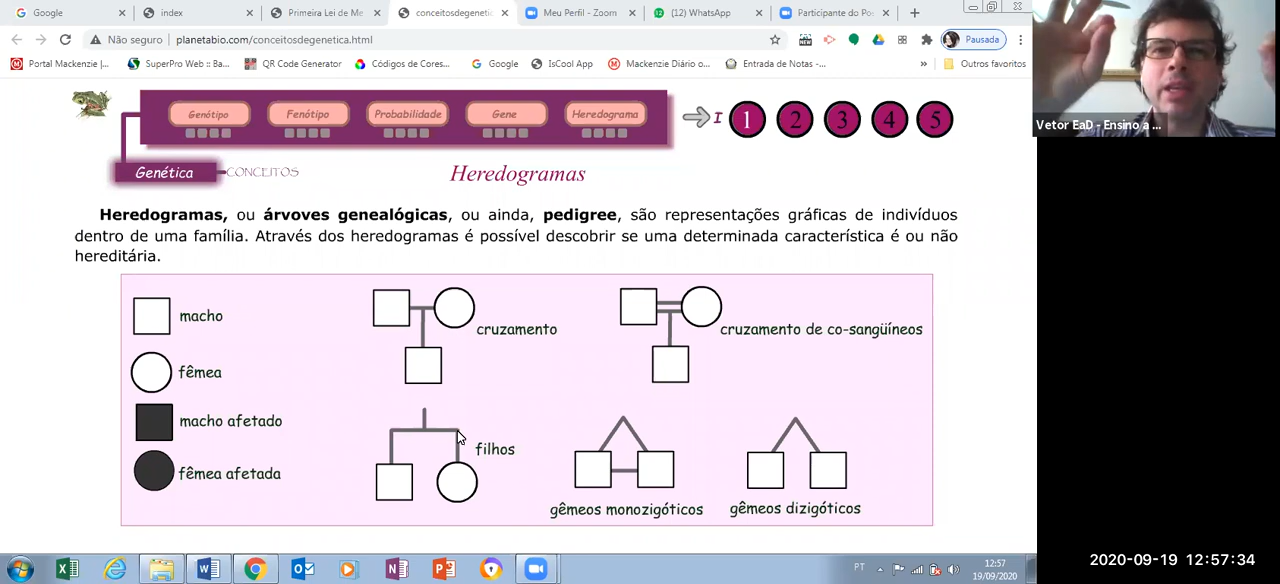 Google
index
Primeira Lei de Me
conceitosdegenetic
Meu Perfil - Zoom
(12) WhatsApp
Participante do Po
Não seguro
planetabio.com/conceitosdegenetica.html
Pausada
Portal Mackenzie |...
SuperPro Web :: Ba...
QR Code Generator
Códigos de Cores...
Google
IsCool App
Mackenzie Diário o...
Entrada de Notas -...
»
Outros favoritos
Genótipo
Fenótipo
Probabilidade
Gene
Heredograma
I
1
2
3
4
5
Vetor EaD - Ensino a ...
Genética
CONCEITOS
Heredogramas
Heredogramas, ou árvoves genealógicas, ou ainda, pedigree, são representações gráficas de indivíduos
dentro de uma família. Através dos heredogramas é possível descobrir se uma determinada característica é ou não
hereditária.
macho
cruzamento
cruzamento de co-sangüíneos
fêmea
macho afetado
filhos
fêmea afetada
gêmeos monozigóticos
gêmeos dizigóticos
PT
12:57
19/09/2020
2020-09-19 12:57:34